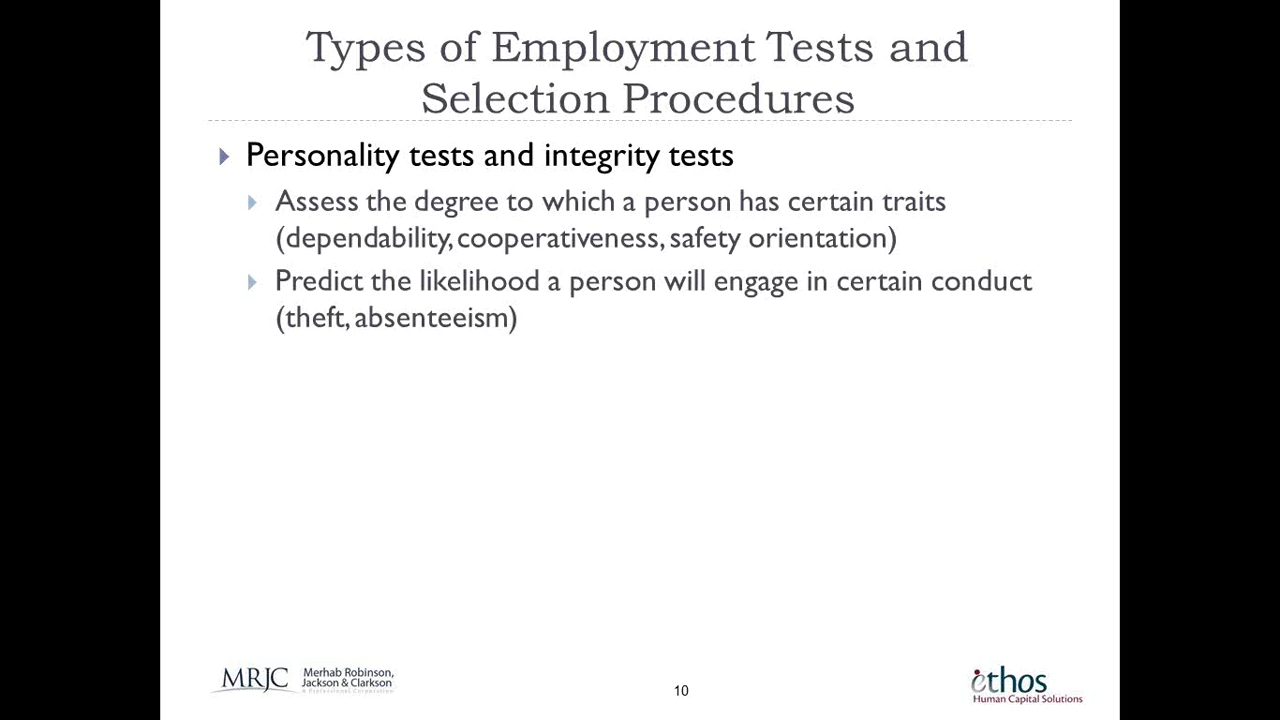 Types of Employment Tests and
Selection Procedures
Personality tests and integrity tests
Assess the degree to which a person has certain traits
(dependability, cooperativeness, safety orientation)
Predict the likelihood a person will engage in certain conduct
(theft, absenteeism)
MRJC Merhab Robinson,
Jackson & Clarkson
A Professional Corporation
10
ethos
Human Capital Solutions